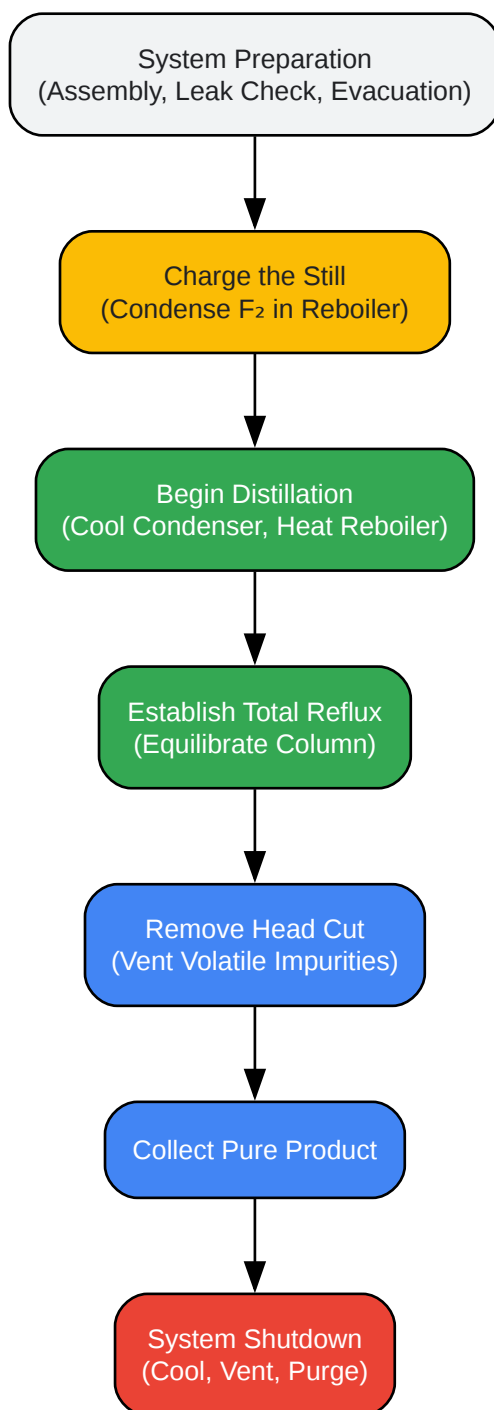 System Preparation
(Assembly, Leak Check, Evacuation)
Charge the Still
(Condense F₂ in Reboiler)
Begin Distillation
(Cool Condenser, Heat Reboiler)
Establish Total Reflux
(Equilibrate Column)
Remove Head Cut
(Vent Volatile Impurities)
Collect Pure Product
System Shutdown
(Cool, Vent, Purge)